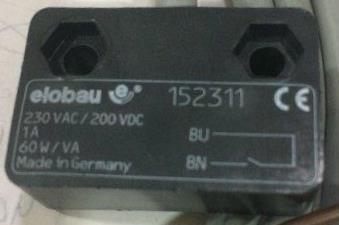 elobau e® 152311 CE
230 VAC / 200 VDC
1A
BU
60 W / VA
BN
Made in Germany